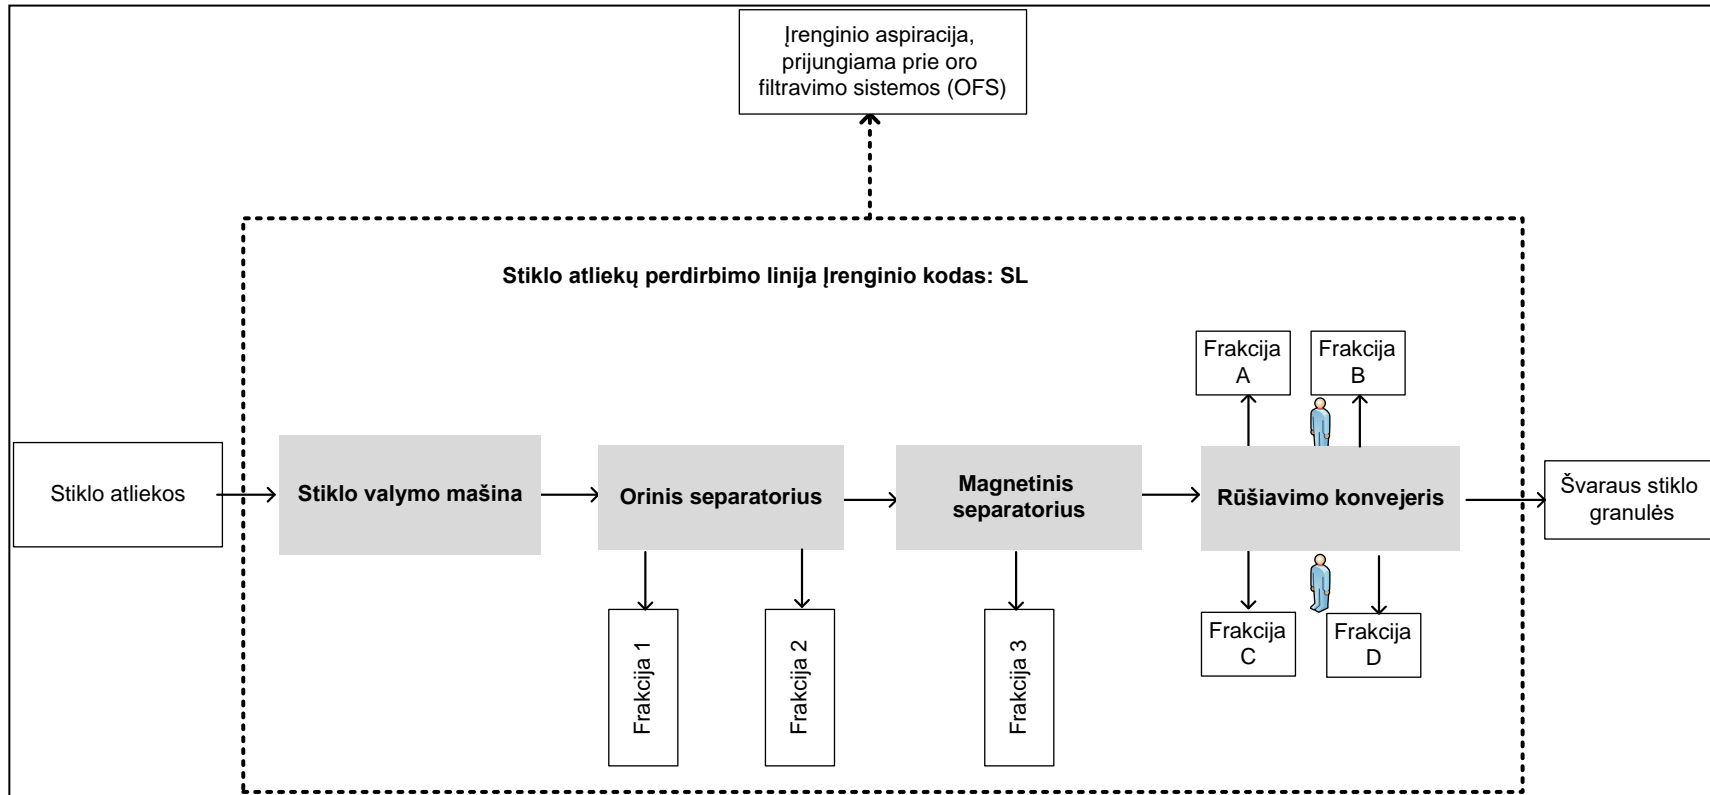 Įrenginio aspiracija,
prijungiama prie oro
filtravimo sistemos (OFS)
Stiklo atliekų perdirbimo linija Įrenginio kodas: SL
Frakcija
A
Frakcija
B
Stiklo atliekos
Stiklo valymo mašina
Orinis separatorius
Magnetinis
separatorius
Rūšiavimo konvejeris
Švaraus stiklo
granulės
Frakcija 1
Frakcija 2
Frakcija 3
Frakcija
C
Frakcija
D